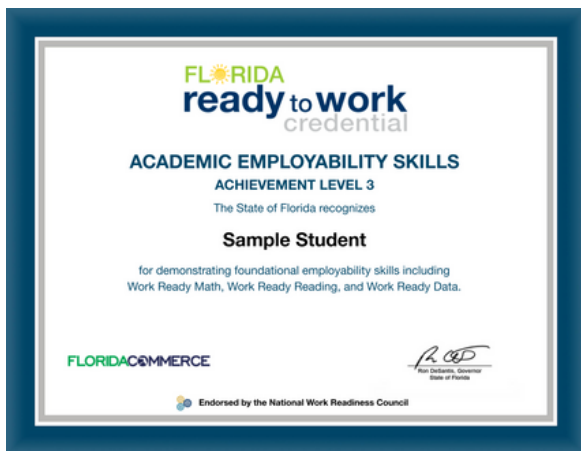 FLORIDA
ready to work
credential
ACADEMIC EMPLOYABILITY SKILLS
ACHIEVEMENT LEVEL 3
The State of Florida recognizes
Sample Student
for demonstrating foundational employability skills including
Work Ready Math, Work Ready Reading, and Work Ready Data.
FLORIDACOMMERCE
Ron DeSantis, Governor
State of Florida
Endorsed by the National Work Readiness Council